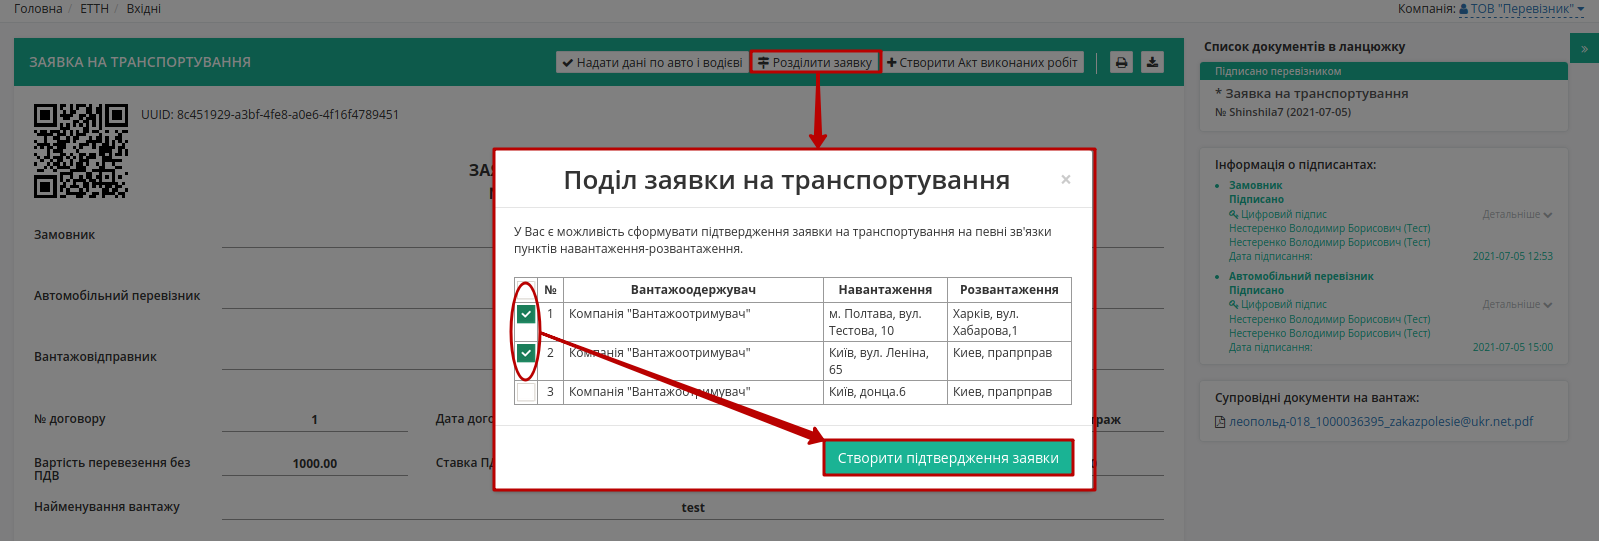 Головна / ЕТТН / Вхідні
Компанія: ТОВ "Перевізник"
ЗАЯВКА НА ТРАНСПОРТУВАННЯ
Надати дані по авто і водієві
Розділити заявку
Створити Акт виконаних робіт
UUID: 8c451929-a3bf-4fe8-a0e6-4f16f4789451
Замовник
Автомобільний перевізник
Вантажовідправник
№ договору
1
Дата дог
раж
Вартість перевезення без
ПДВ
1000.00
Ставка ПД
Найменування вантажу
test
Поділ заявки на транспортування
×
У Вас є можливість сформувати підтвердження заявки на транспортування на певні зв'язки
пунктів навантаження-розвантаження.
№ Вантажоодержувач Навантаження Розвантаження
1 Компанія "Вантажоотримувач" м. Полтава, вул. Харків, вул.
Тестова, 10 Хабарова,1
2 Компанія "Вантажоотримувач" Київ, вул. Леніна, Киев, прапрправ
65
3 Компанія "Вантажоотримувач" Київ, донца.6 Киев, прапрправ
Створити підтвердження заявки
Список документів в ланцюжку
»
Підписано перевізником
* Заявка на транспортування
№ Shinshila7 (2021-07-05)
Інформація о підписантах:
Замовник
Підписано
Цифровий підпис Детальніше
Нестеренко Володимир Борисович (Тест)
Нестеренко Володимир Борисович (Тест)
Дата підписання: 2021-07-05 12:53
Автомобільний перевізник
Підписано
Цифровий підпис Детальніше
Нестеренко Володимир Борисович (Тест)
Нестеренко Володимир Борисович (Тест)
Дата підписання: 2021-07-05 15:00
Супровідні документи на вантаж:
леопольд-018_1000036395_zakazpolesie@ukr.net.pdf